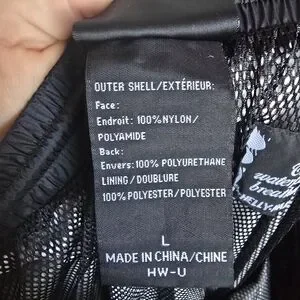 OUTER SHELL/EXTÉRIEUR:
Face:
Endroit: 100%NYLON/
POLYAMIDE
Back:
Envers:100% POLYURETHANE
LINING / DOUBLURE
100%POLYESTER/POLYESTER
L
MADE IN CHINA/CHINE
HW-U